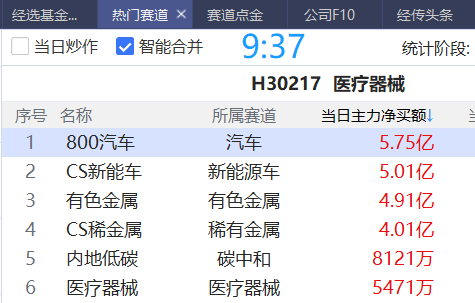 经选基金... 热门赛道 × 赛道点金 公司F10 经传头条
当日炒作 智能合并 9:37 统计阶段:
H30217 医疗器械
序号 名称 所属赛道 当日主力净买额↓
1 800汽车 汽车 5.75亿
2 CS新能车 新能源车 5.01亿
3 有色金属 有色金属 4.91亿
4 CS稀金属 稀有金属 4.01亿
5 内地低碳 碳中和 8121万
6 医疗器械 医疗器械 5471万